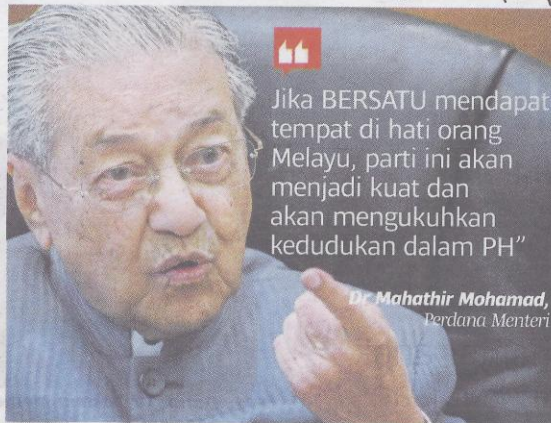 Jika BERSATU mendapat
tempat di hati orang
Melayu, parti ini akan
menjadi kuat dan
akan mengukuhkan
kedudukan dalam PH”
Dr Mahathir Mohamad,
Perdana Menteri